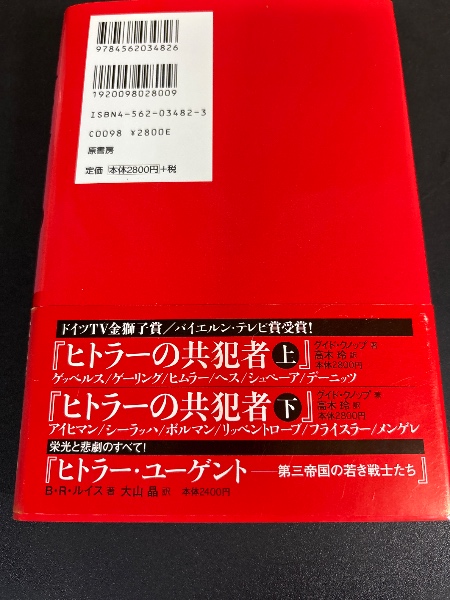 9784562034826
1920098028009
ISBN4-562-03482-3
C0098 ¥2800E
原書房
定価 本体2800円+税
ドイツTV金獅子賞/バイエルン・テレビ賞受賞!
『ヒトラーの共犯者 上』 グイド・クノップ 著 高木 玲 訳 本体2800円
ゲッベルス/ゲーリング/ヒムラー/ヘス/シュペーア/デーニッツ
『ヒトラーの共犯者 下』 グイド・クノップ 著 高木 玲 訳 本体2800円
アイヒマン/シーラッハ/ボルマン/リッベントロープ/フライスラー/メンゲレ
栄光と悲劇のすべて!
『ヒトラー・ユーゲント──第三帝国の若き戦士たち』
B・R・ルイス 著 大山 晶 訳 本体2400円